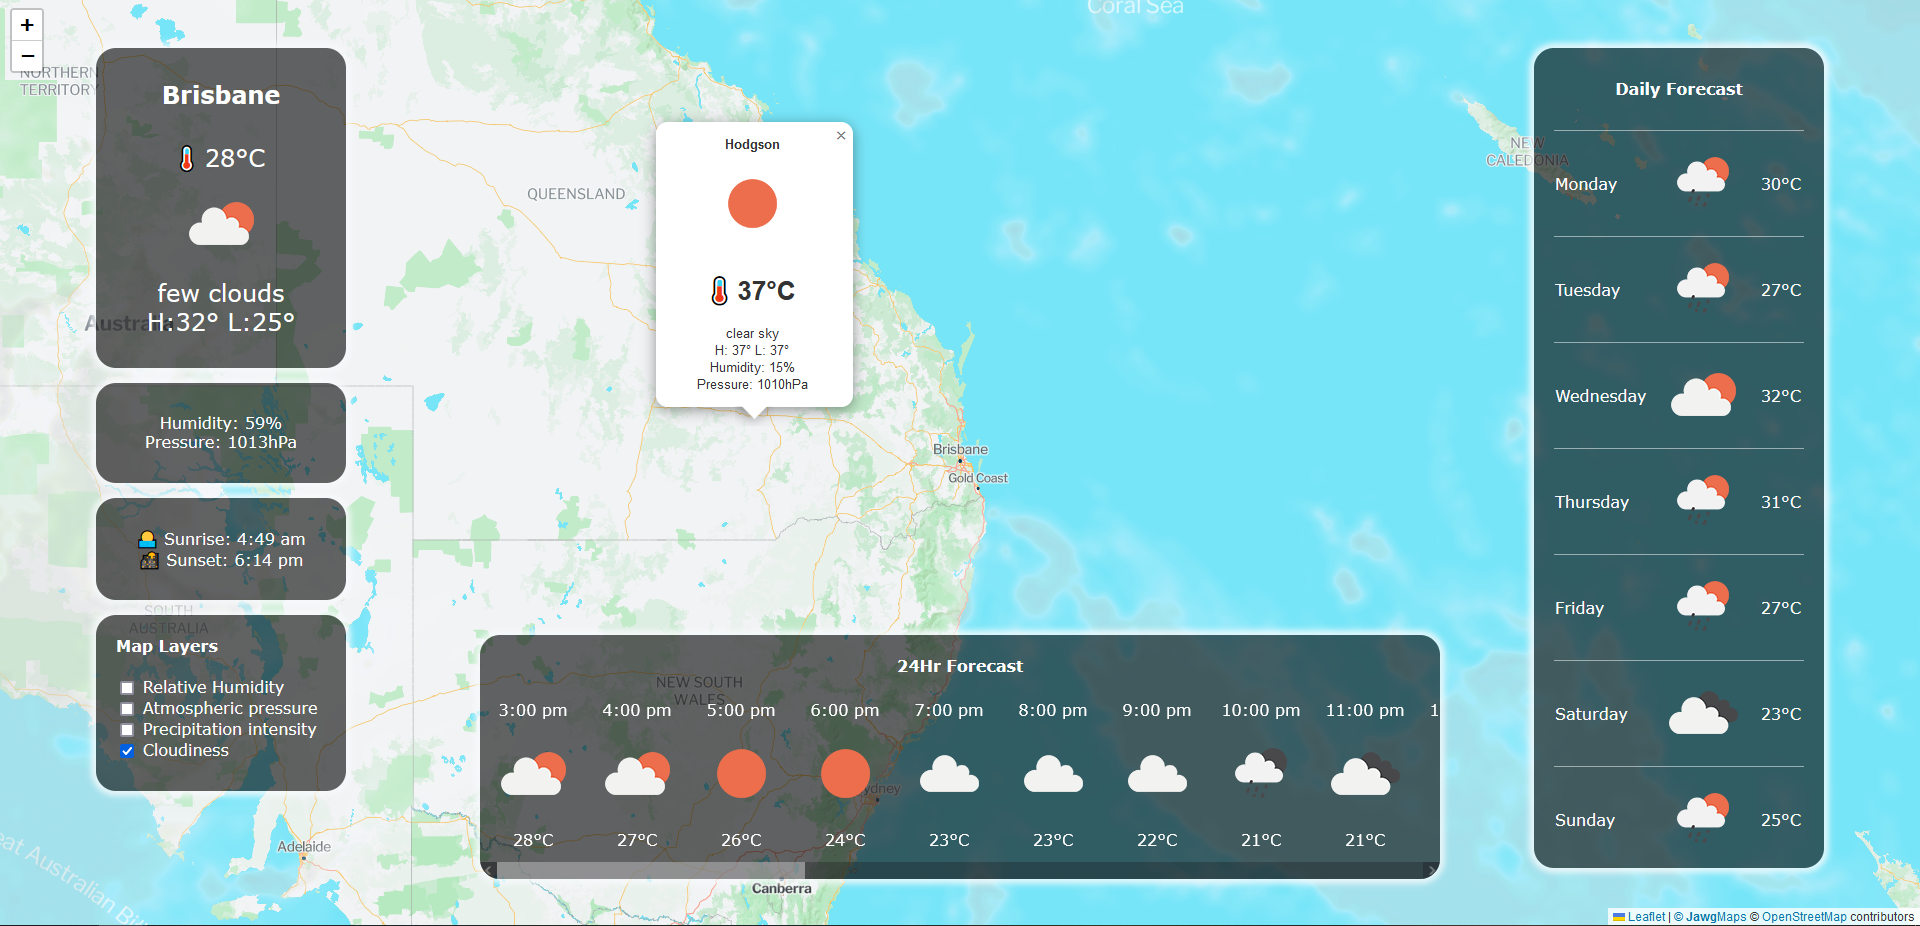 +
−
Coral Sea
NORTHERN
TERRITORY
Brisbane
28°C
few clouds
H:32° L:25°
Australia
Humidity: 59%
Pressure: 1013hPa
Sunrise: 4:49 am
Sunset: 6:14 pm
SOUTH
AUSTRALIA
Map Layers
Relative Humidity
Atmospheric pressure
Precipitation intensity
Cloudiness
QUEENSLAND
Hodgson
×
37°C
clear sky
H: 37° L: 37°
Humidity: 15%
Pressure: 1010hPa
Brisbane
Gold Coast
NEW SOUTH
WALES
24Hr Forecast
3:00 pm 4:00 pm 5:00 pm 6:00 pm 7:00 pm 8:00 pm 9:00 pm 10:00 pm 11:00 pm 1
ydney
28°C 27°C 26°C 24°C 23°C 23°C 22°C 21°C 21°C
Adelaide
Canberra
eat Australian Bi
NEW
CALEDONIA
Daily Forecast
Monday 30°C
Tuesday 27°C
Wednesday 32°C
Thursday 31°C
Friday 27°C
Saturday 23°C
Sunday 25°C
Leaflet | © JawgMaps © OpenStreetMap contributors